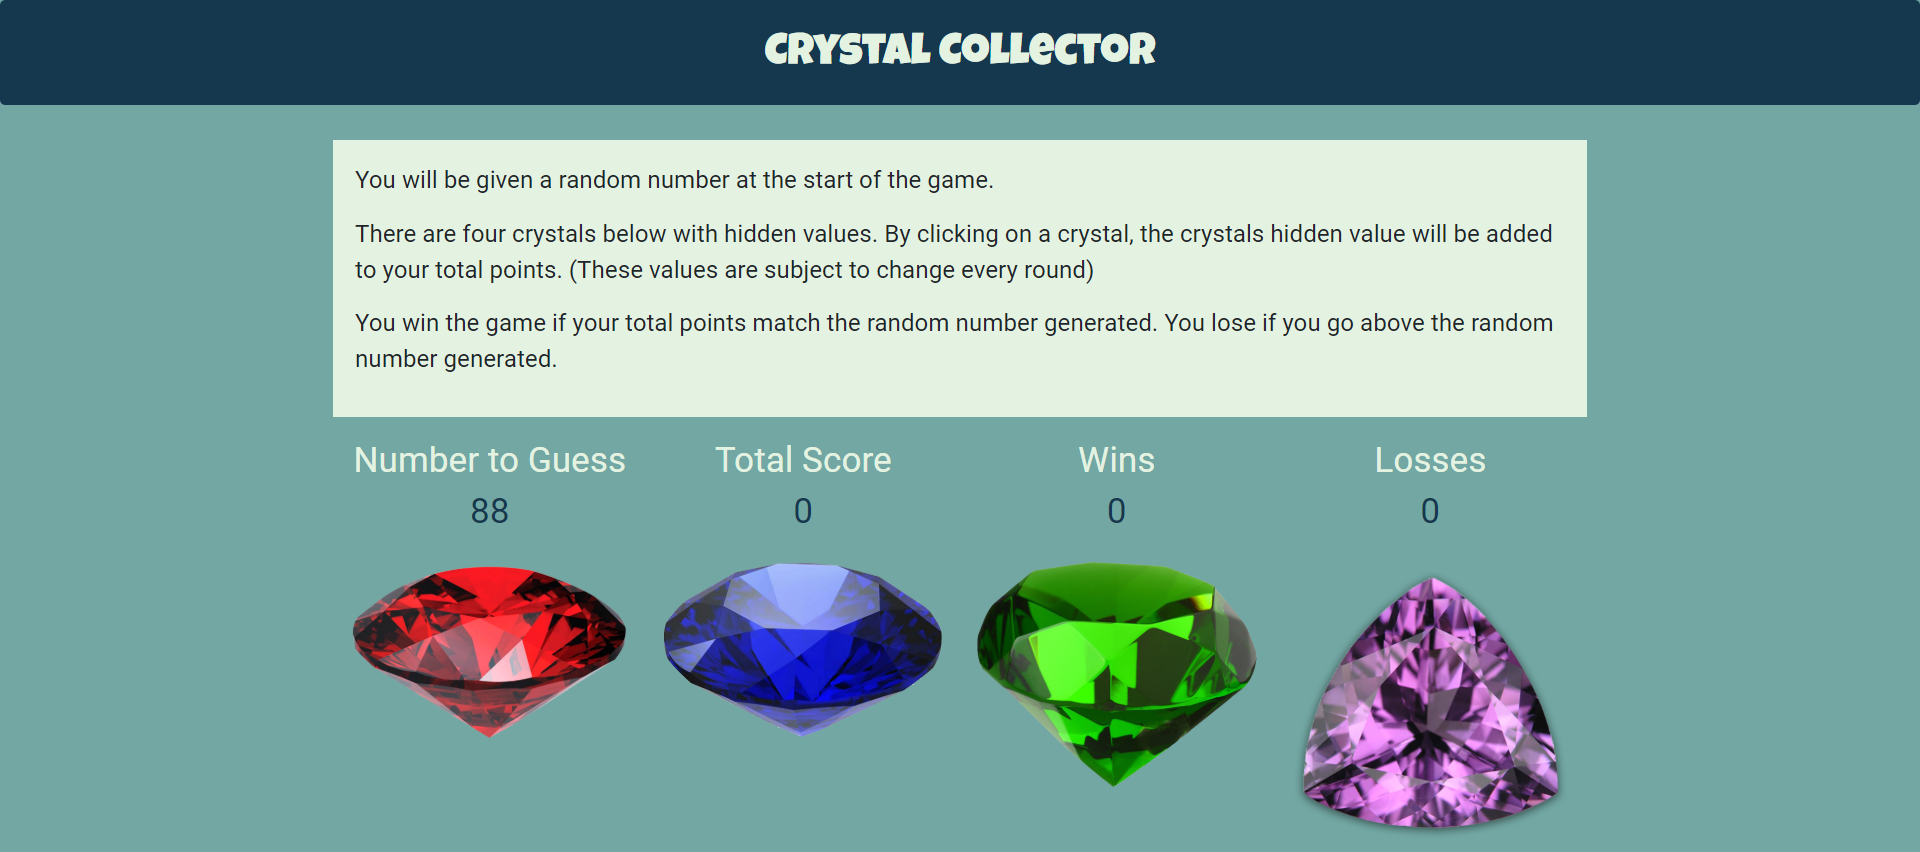 CRYSTAL COLLECTOR
You will be given a random number at the start of the game.
There are four crystals below with hidden values. By clicking on a crystal, the crystals hidden value will be added
to your total points. (These values are subject to change every round)
You win the game if your total points match the random number generated. You lose if you go above the random
number generated.
Number to Guess
88
Total Score
0
Wins
0
Losses
0